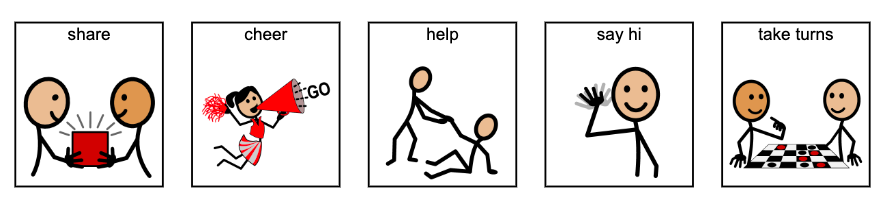 share
cheer
help
say hi
take turns
GO